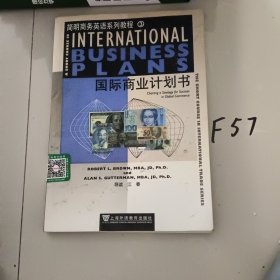 简明商务英语系列教程 3
A SHORT COURSE IN
INTERNATIONAL
BUSINESS
PLANS
国际商业计划书
Charting a Strategy for Success
in Global Commerce
THE SHORT COURSE IN INTERNATIONAL TRADE SERIES
ROBERT L. BROWN, MBA, JD, Ph.D.
and
ALAN S. GUTTERMAN, MBA, JD, Ph.D.
上海外语教育出版社
F57